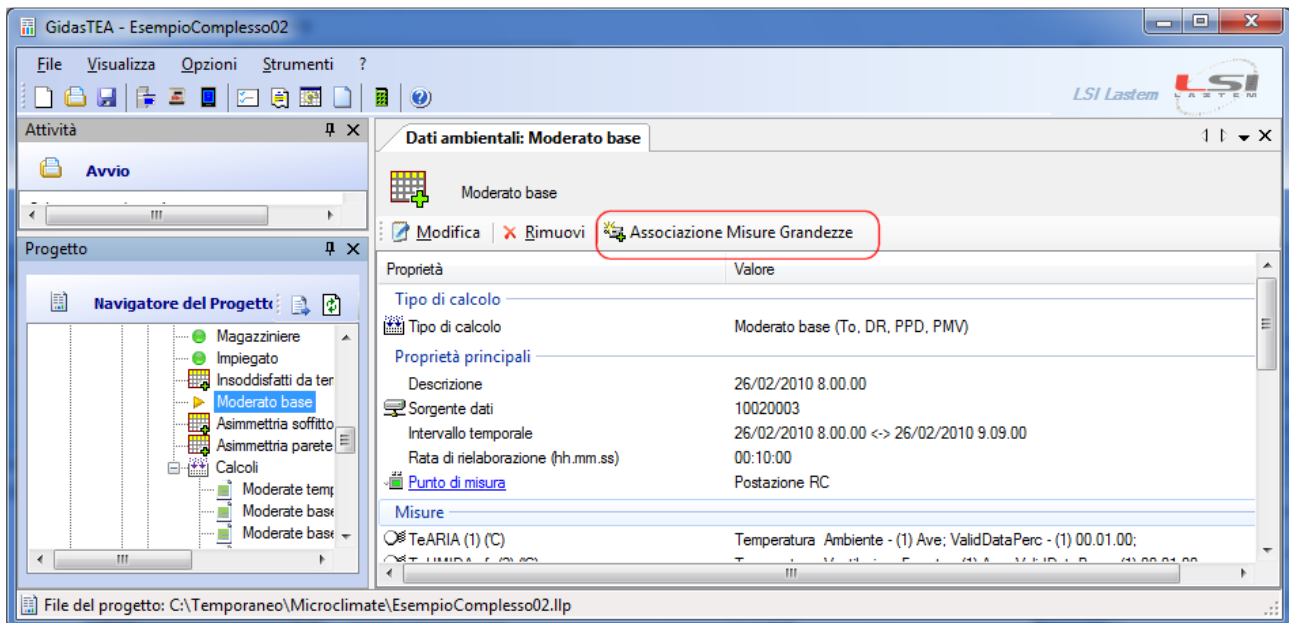 GidasTEA - EsempioComplesso02
File Visualizza Opzioni Strumenti ?
LSI Lastem
LSI
LASTEM
Attività
Avvio
Progetto
Navigatore del Progetto
Magazziniere
Impiegato
Insoddisfatti da ter
Moderato base
Asimmetria soffitto
Asimmetria parete
Calcoli
Moderate temp
Moderate base
Moderate base
Dati ambientali: Moderato base
Moderato base
Modifica Rimuovi Associazione Misure Grandezze
Proprietà Valore
Tipo di calcolo
Tipo di calcolo Moderato base (To, DR, PPD, PMV)
Proprietà principali
Descrizione 26/02/2010 8.00.00
Sorgente dati 10020003
Intervallo temporale 26/02/2010 8.00.00 <-> 26/02/2010 9.09.00
Rata di rielaborazione (hh.mm.ss) 00:10:00
Punto di misura Postazione RC
Misure
TeARIA (1) (°C) Temperatura Ambiente - (1) Ave; ValidDataPerc - (1) 00.01.00;
File del progetto: C:\Temporaneo\Microclimate\EsempioComplesso02.llp